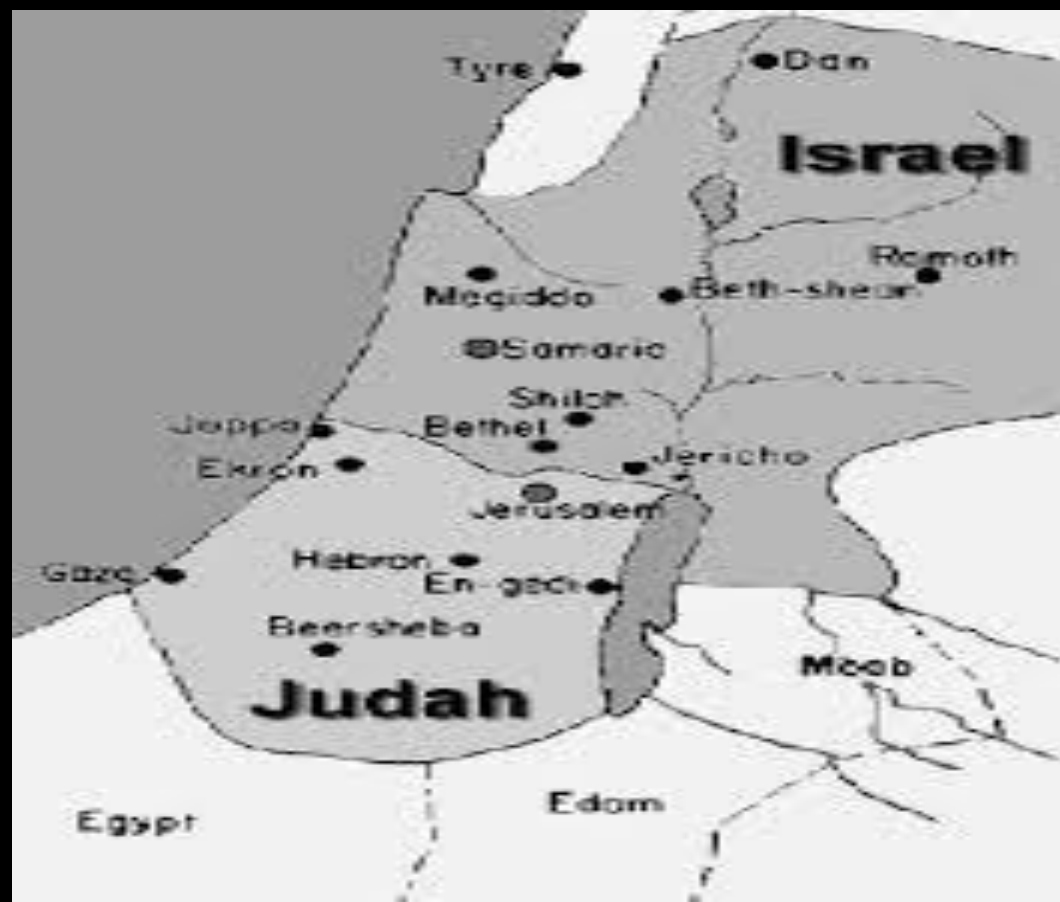 Tyre
Dan
Israel
Ramoth
Megiddo
Beth-shean
Samaria
Shiloh
Joppa
Bethel
Ekron
Jericho
Jerusalem
Hebron
Gaza
En-gedi
Beersheba
Judah
Moab
Edom
Egypt